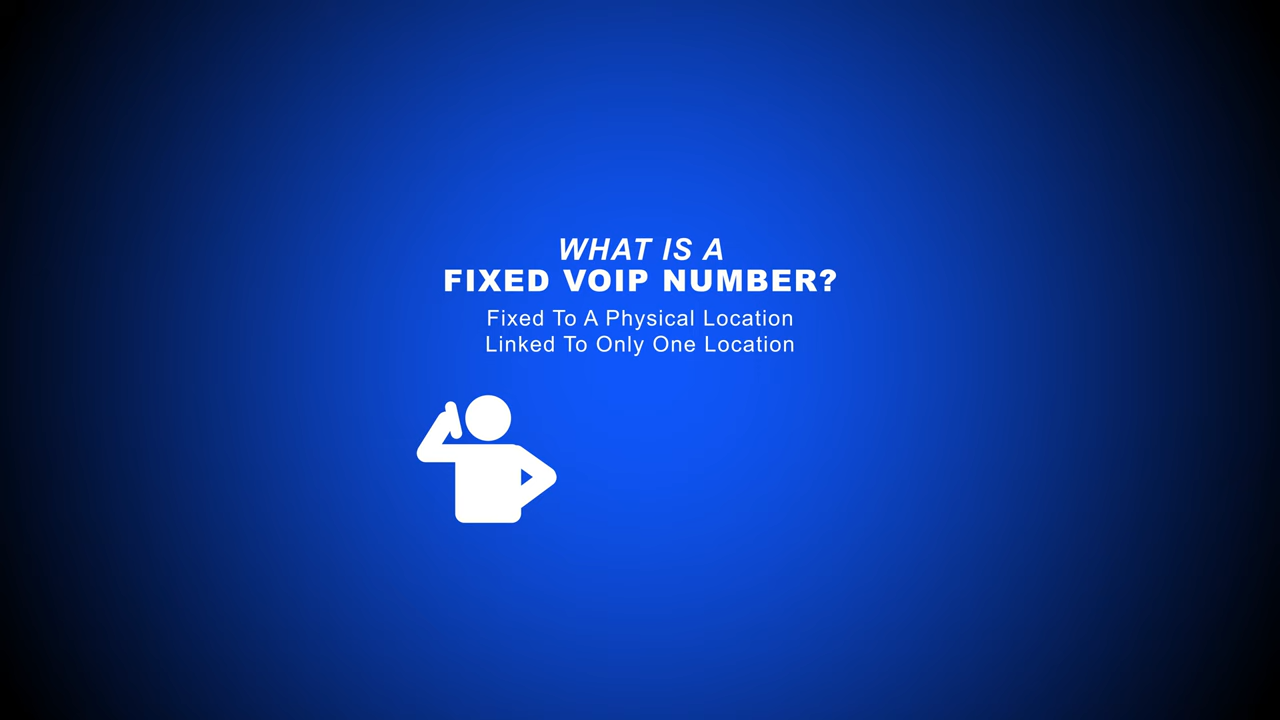 WHAT IS A
FIXED VOIP NUMBER?
Fixed To A Physical Location
Linked To Only One Location